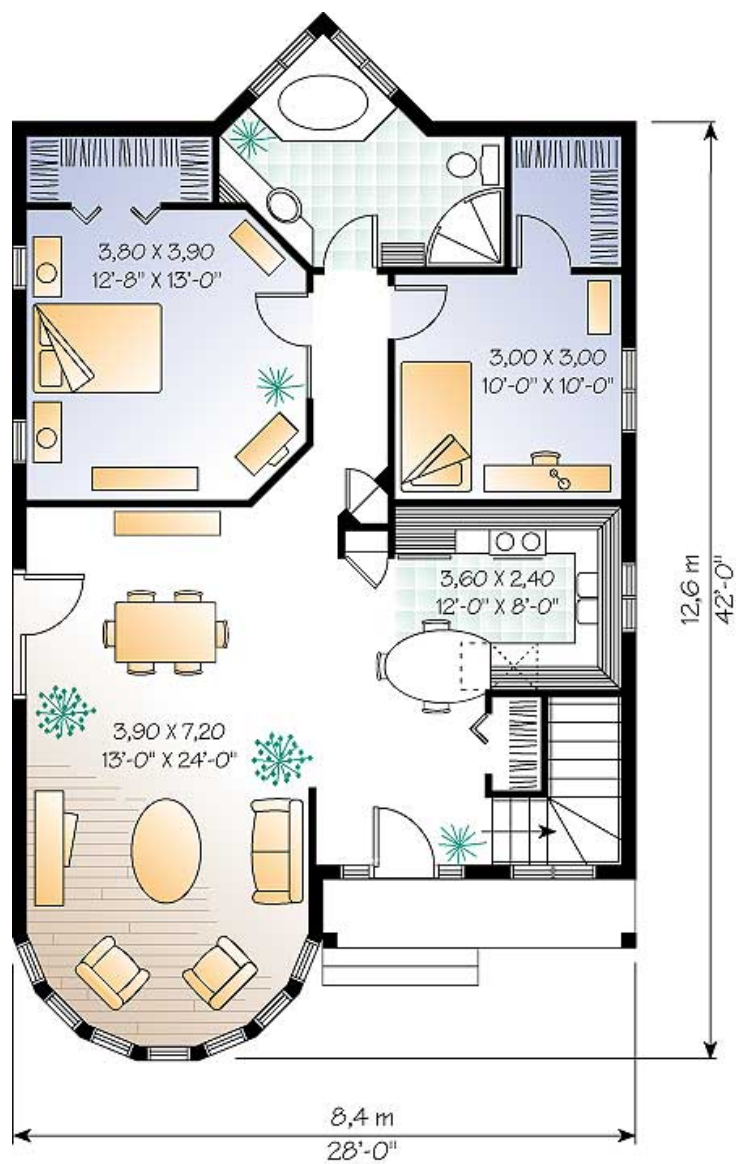 3,80 X 3,90
12'-8" X 13'-0"
3,00 X 3,00
10'-0" X 10'-0"
3,60 X 2,40
12'-0" X 8'-0"
12,6 m
42'-0"
3,90 X 7,20
13'-0" X 24'-0"
8,4 m
28'-0"